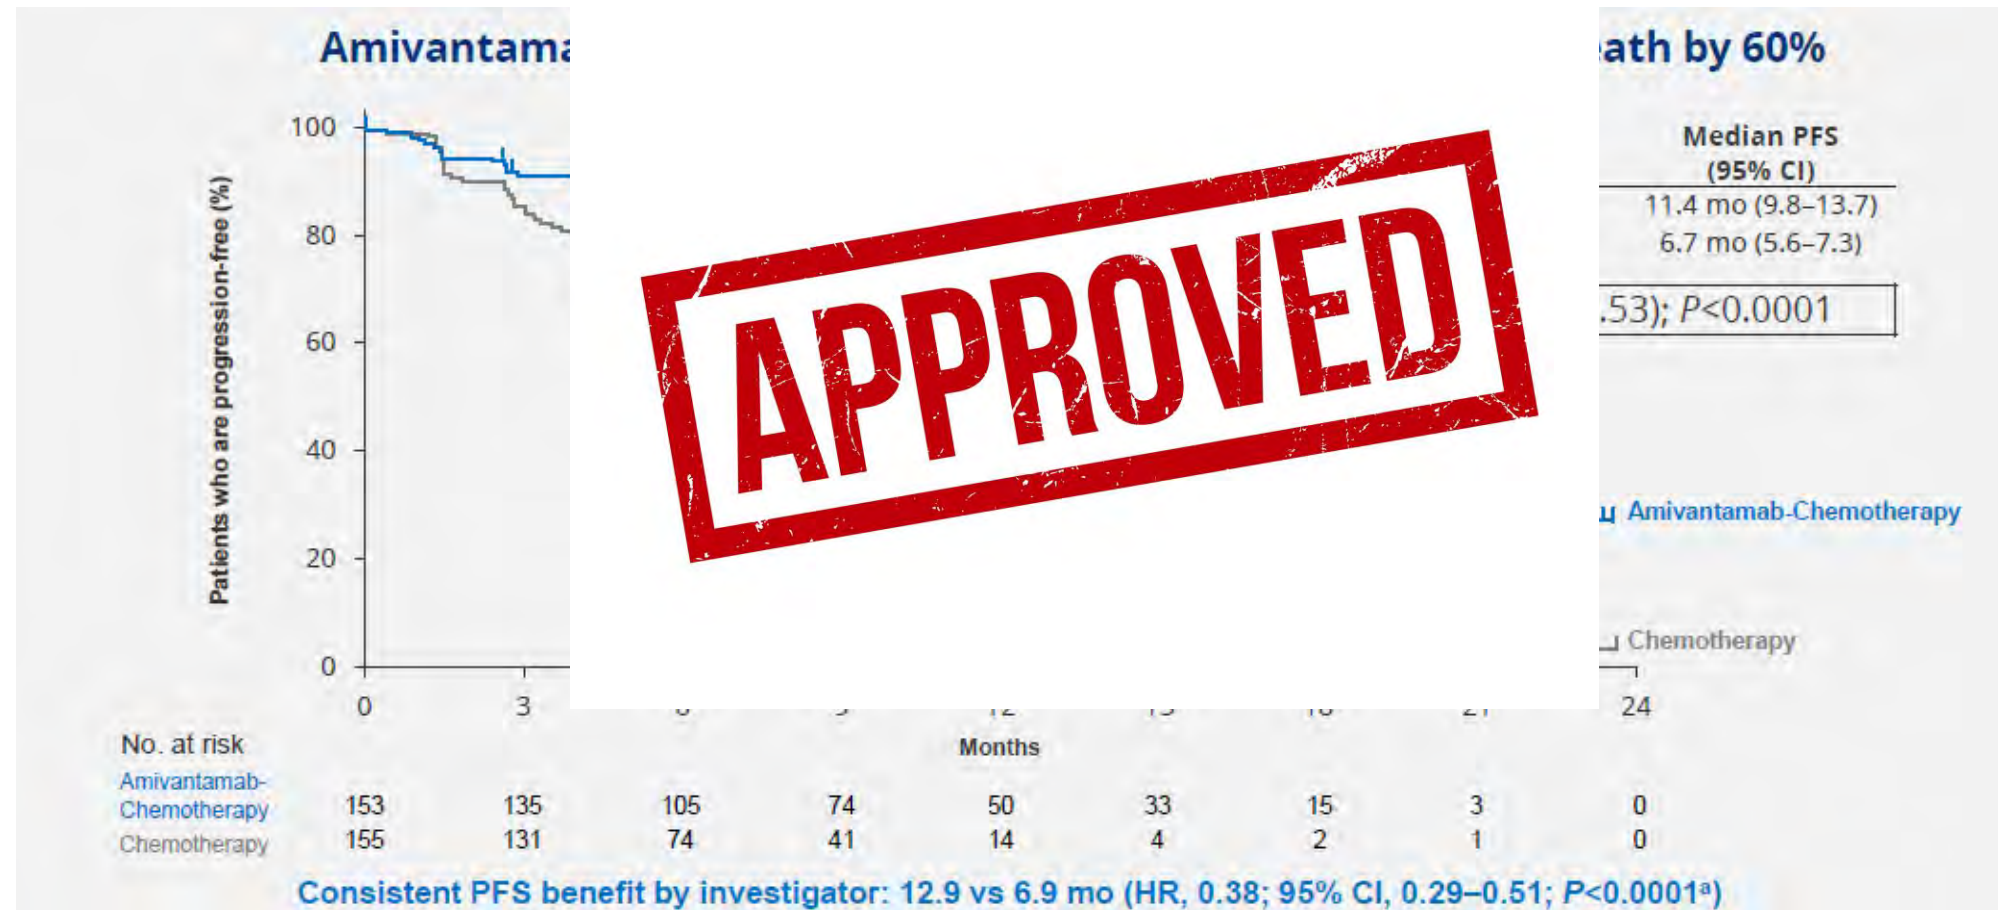 Amivantama
ath by 60%
Median PFS
(95% CI)
11.4 mo (9.8–13.7)
6.7 mo (5.6–7.3)
.53); P<0.0001
APPROVED
Patients who are progression-free (%)
100
80
60
40
20
0
Amivantamab-Chemotherapy
Chemotherapy
0 3 24
Months
No. at risk
Amivantamab-
Chemotherapy 153 135 105 74 50 33 15 3 0
Chemotherapy 155 131 74 41 14 4 2 1 0
Consistent PFS benefit by investigator: 12.9 vs 6.9 mo (HR, 0.38; 95% CI, 0.29–0.51; P<0.0001ª)